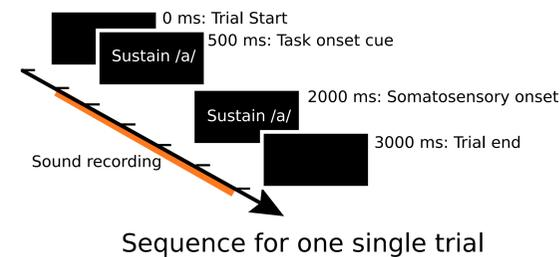 0 ms: Trial Start
500 ms: Task onset cue
Sustain /a/
2000 ms: Somatosensory onset
Sustain /a/
3000 ms: Trial end
Sound recording
Sequence for one single trial